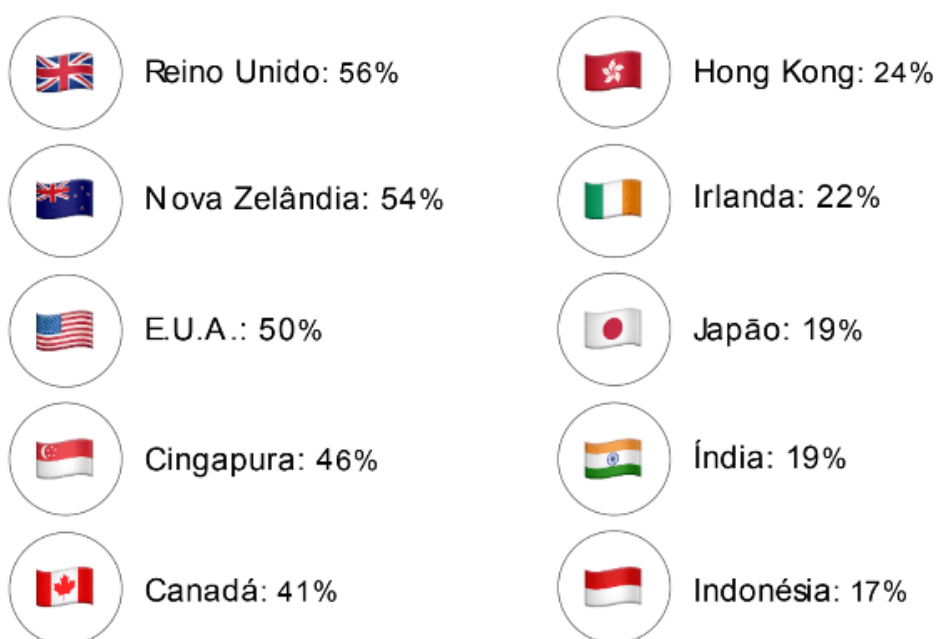 Reino Unido: 56%
Nova Zelândia: 54%
E.U.A.: 50%
Cingapura: 46%
Canadá: 41%
Hong Kong: 24%
Irlanda: 22%
Japão: 19%
Índia: 19%
Indonésia: 17%